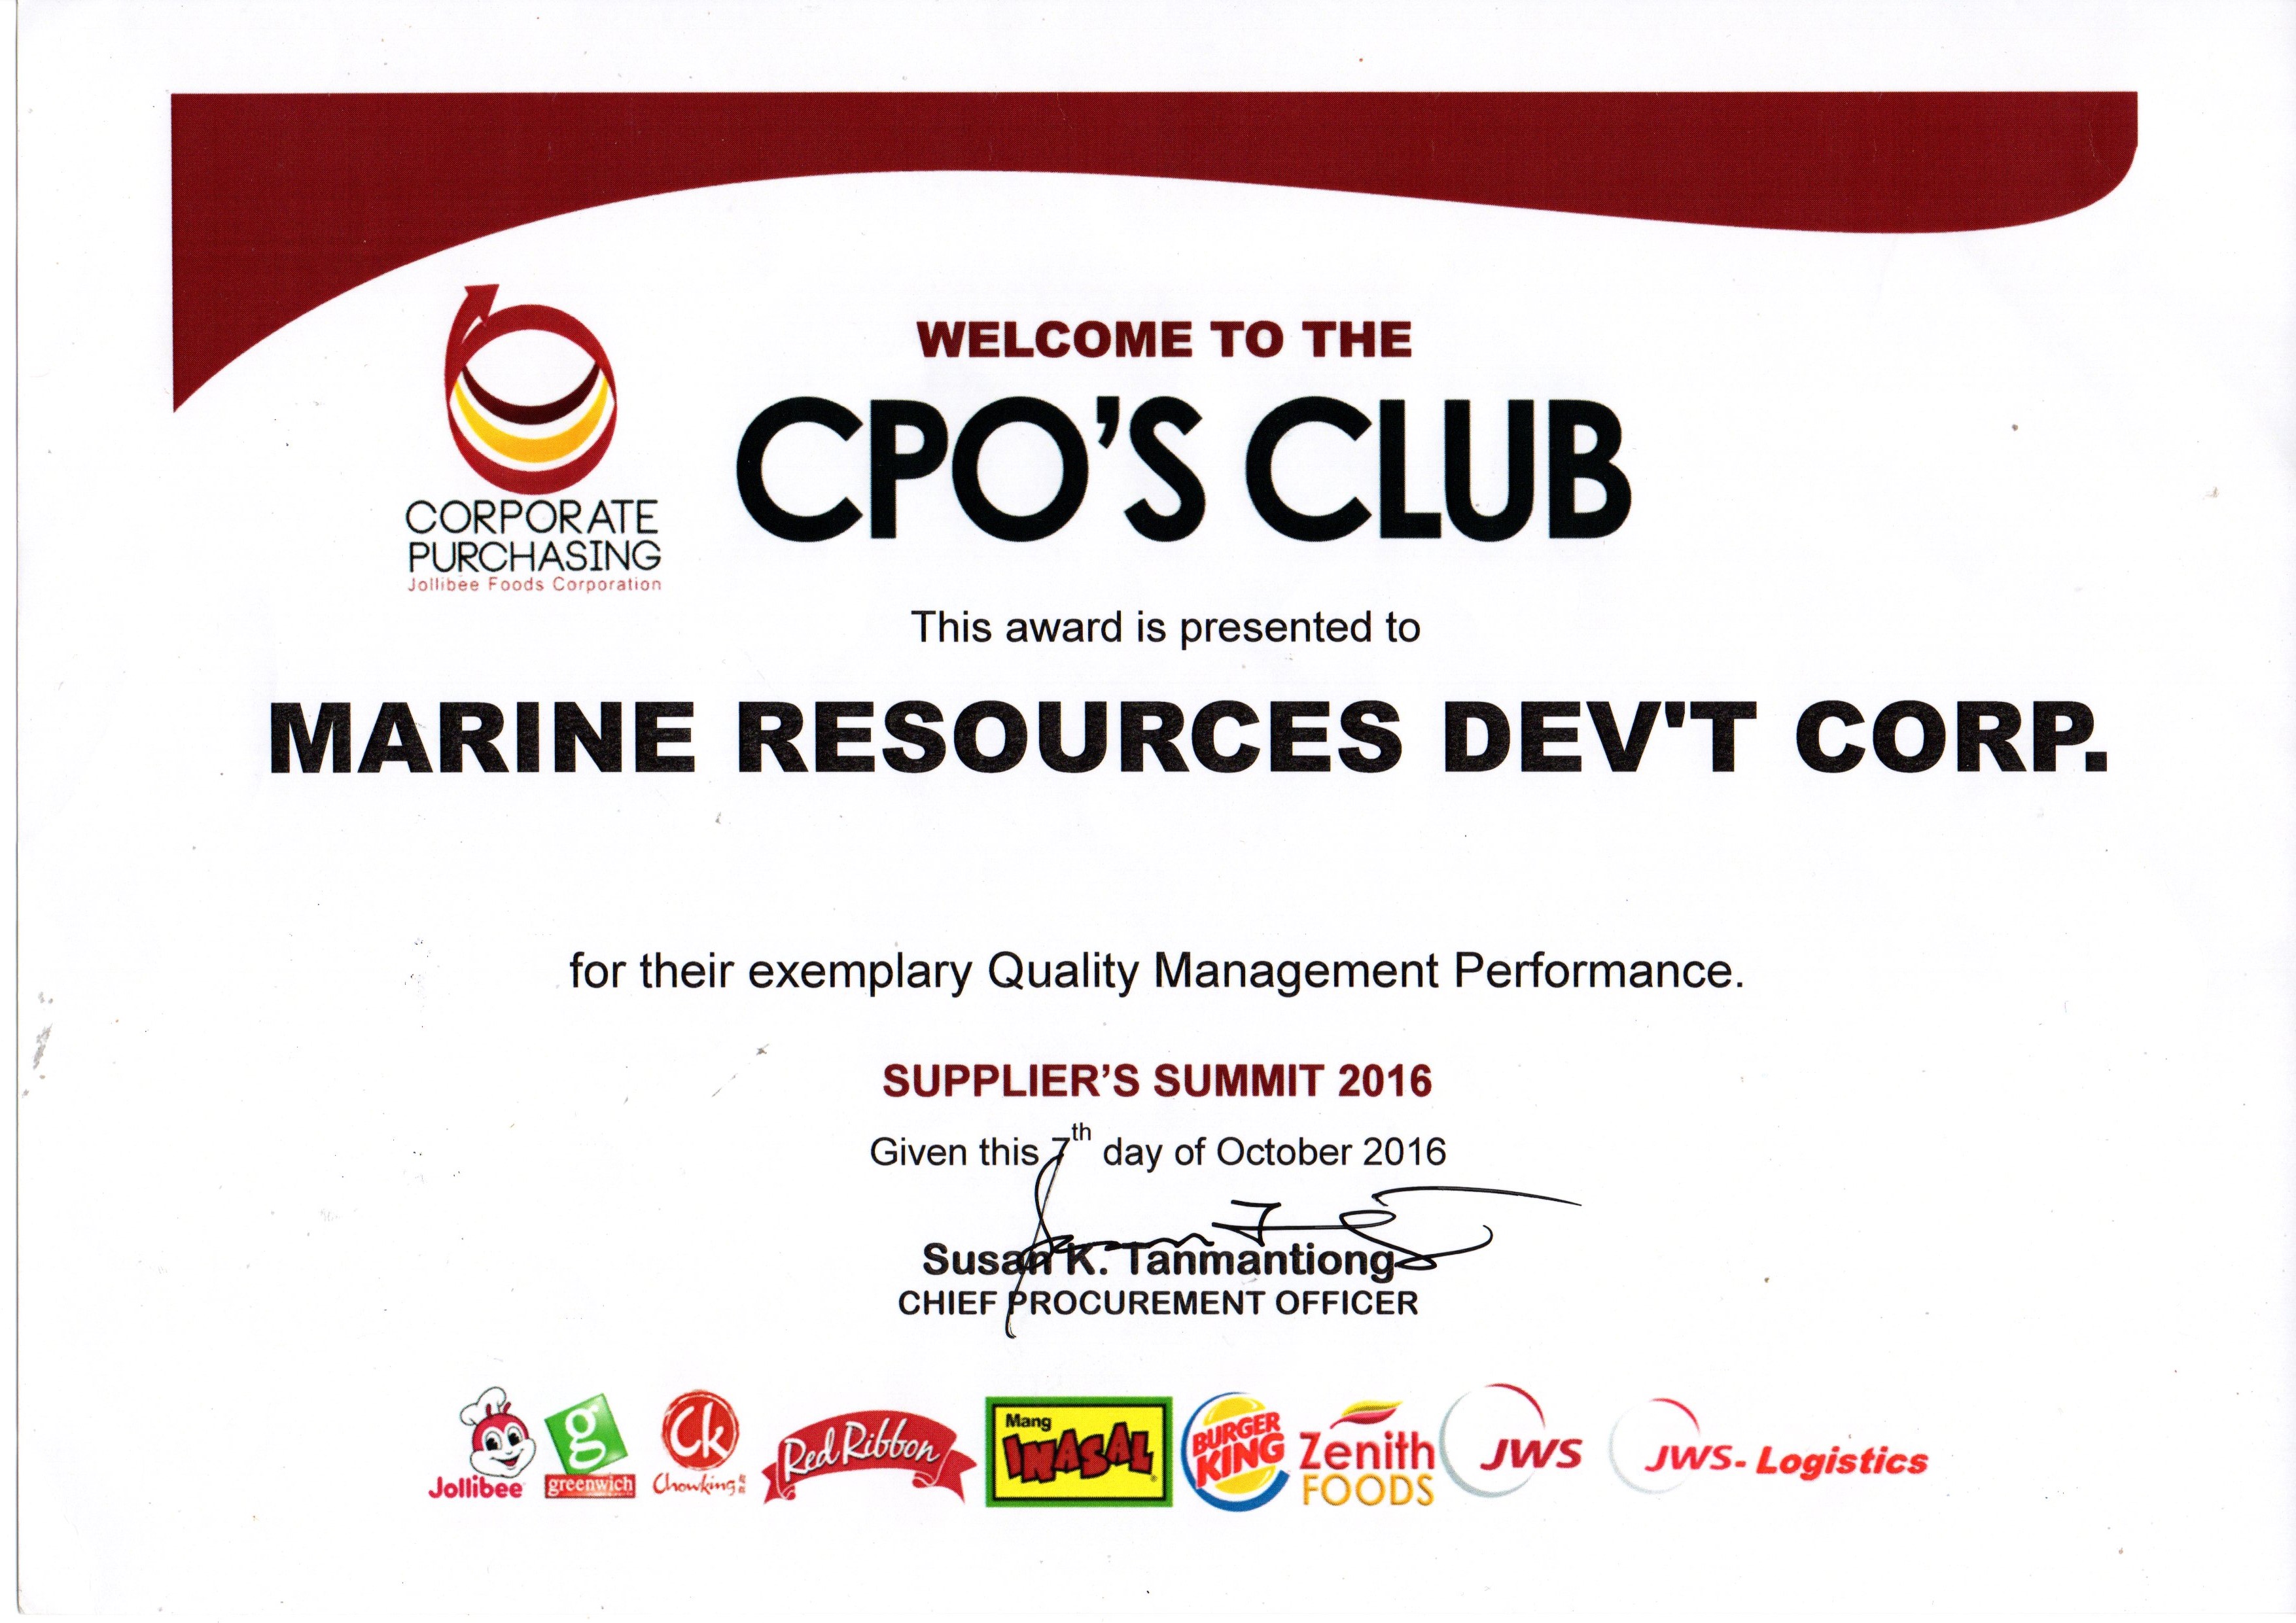 WELCOME TO THE
CPO'S CLUB
CORPORATE
PURCHASING
Jollibee Foods Corporation
This award is presented to
MARINE RESOURCES DEV'T CORP.
for their exemplary Quality Management Performance.
SUPPLIER'S SUMMIT 2016
Given this 7th day of October 2016
Susan K. Tanmantiong
CHIEF PROCUREMENT OFFICER
Jollibee
g
greenwich
Ck
Chowking
Red Ribbon
Mang
INASAL
BURGER
KING
Zenith
FOODS
JWS
JWS- Logistics